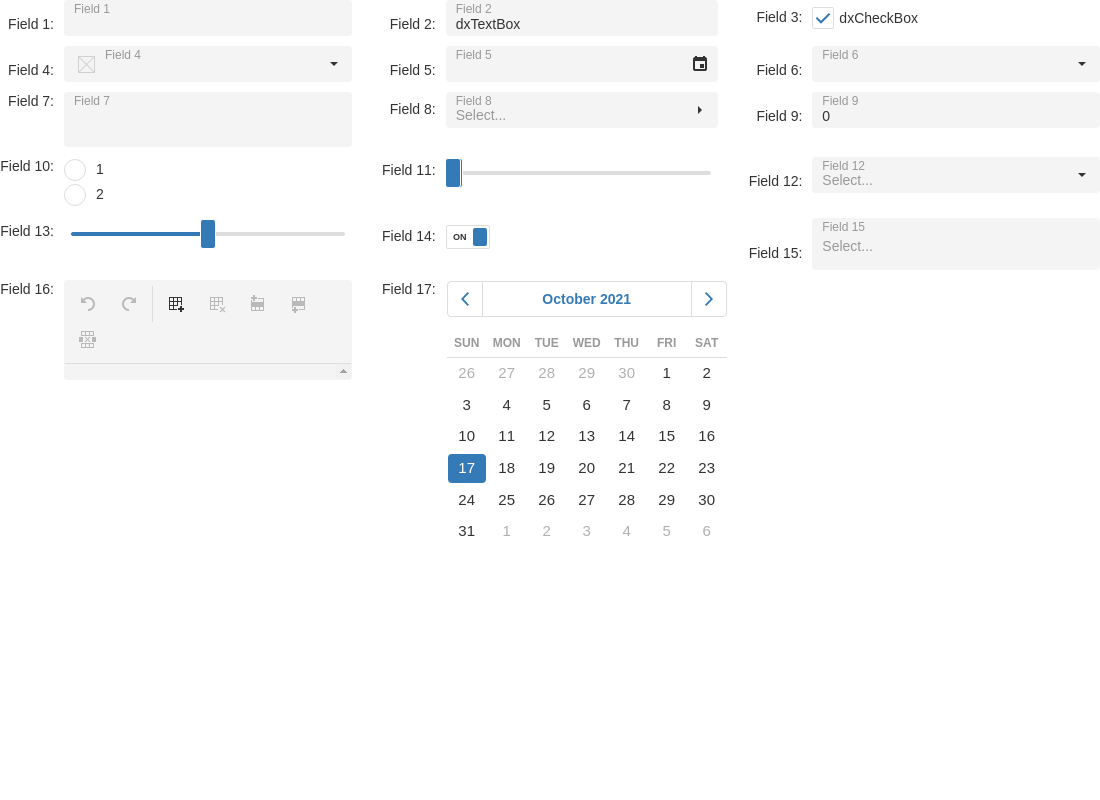 Field 1:
Field 1
Field 2:
Field 2
dxTextBox
Field 3:
dxCheckBox
Field 4:
Field 4
Field 5:
Field 5
Field 6:
Field 6
Field 7:
Field 7
Field 8:
Field 8
Select...
Field 9:
Field 9
0
Field 10:
1
2
Field 11:
Field 12:
Field 12
Select...
Field 13:
Field 14:
ON
Field 15:
Field 15
Select...
Field 16:
Field 17:
October 2021
SUN MON TUE WED THU FRI SAT
26 27 28 29 30 1 2
3 4 5 6 7 8 9
10 11 12 13 14 15 16
17 18 19 20 21 22 23
24 25 26 27 28 29 30
31 1 2 3 4 5 6